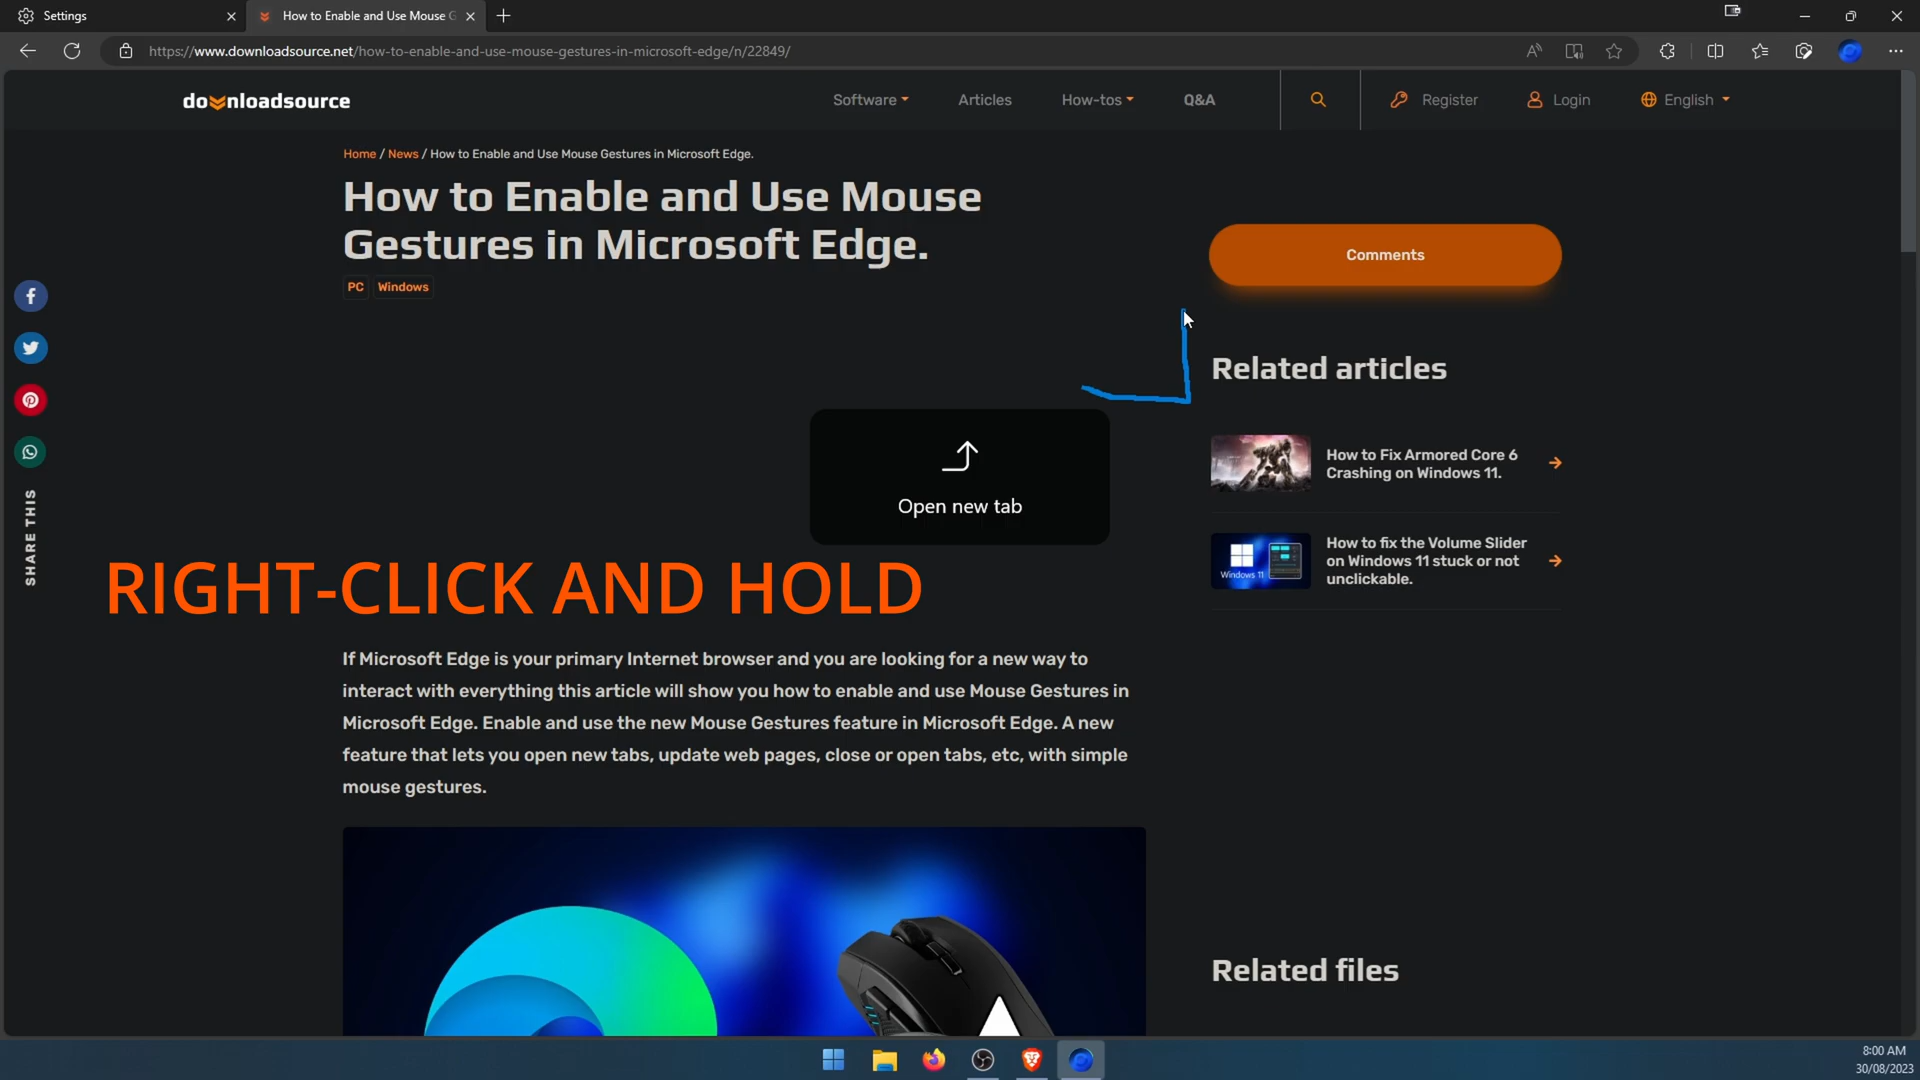 Settings
How to Enable and Use Mouse G
https://www.downloadsource.net/how-to-enable-and-use-mouse-gestures-in-microsoft-edge/n/22849/
downloadsource
Software
Articles
How-tos
Q&A
Register
Login
English
Home / News / How to Enable and Use Mouse Gestures in Microsoft Edge.
How to Enable and Use Mouse
Gestures in Microsoft Edge.
PC
Windows
Comments
Related articles
How to Fix Armored Core 6
Crashing on Windows 11.
Windows 11
How to fix the Volume Slider
on Windows 11 stuck or not
unclickable.
SHARE THIS
Open new tab
RIGHT-CLICK AND HOLD
If Microsoft Edge is your primary Internet browser and you are looking for a new way to
interact with everything this article will show you how to enable and use Mouse Gestures in
Microsoft Edge. Enable and use the new Mouse Gestures feature in Microsoft Edge. A new
feature that lets you open new tabs, update web pages, close or open tabs, etc, with simple
mouse gestures.
Related files
8:00 AM
30/08/2023